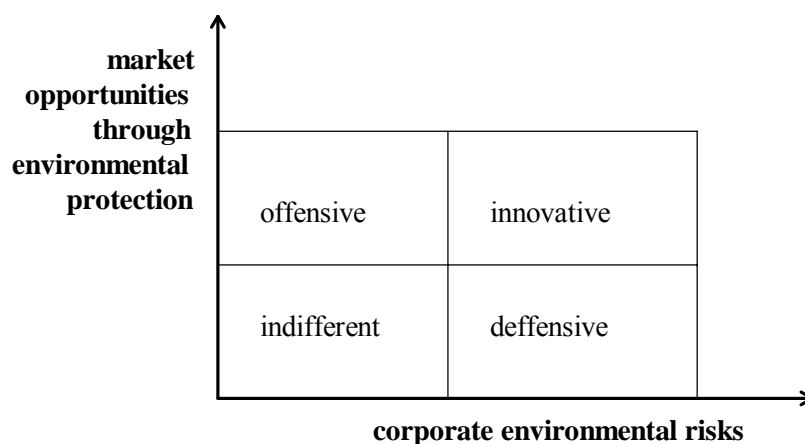 market
opportunities
through
environmental
protection
offensive
innovative
indifferent
deffensive
corporate environmental risks